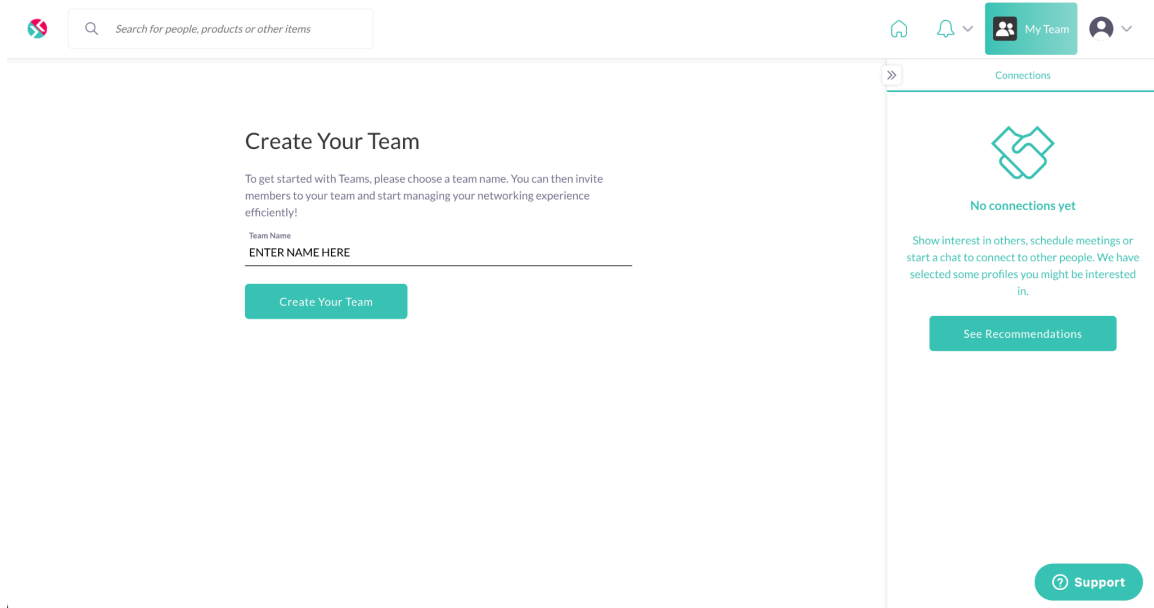 Search for people, products or other items
My Team
Connections
Create Your Team
To get started with Teams, please choose a team name. You can then invite
members to your team and start managing your networking experience
efficiently!
Team Name
ENTER NAME HERE
Create Your Team
No connections yet
Show interest in others, schedule meetings or
start a chat to connect to other people. We have
selected some profiles you might be interested
in.
See Recommendations
Support